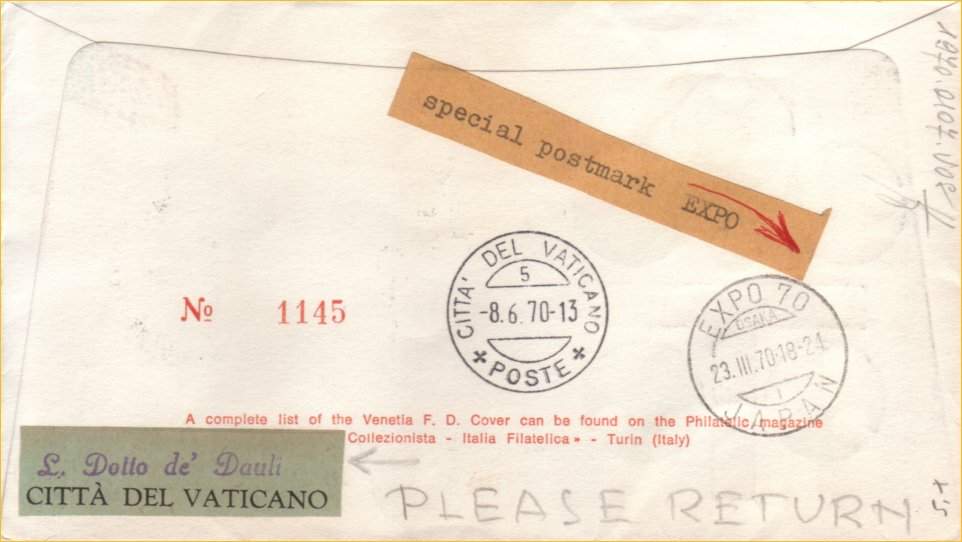 special postmark EXPO
CITTA' DEL VATICANO
5
-8.6.70-13
POSTE
EXPO 70
OSAKA
23.III.70.18-24
1
JAPAN
Nº 1145
A complete list of the Venetia F. D. Cover can be found on the Philatelic magazine
Collezionista - Italia Filatelica» - Turin (Italy)
L. Dotto de' Dauli
CITTÀ DEL VATICANO
PLEASE RETURN